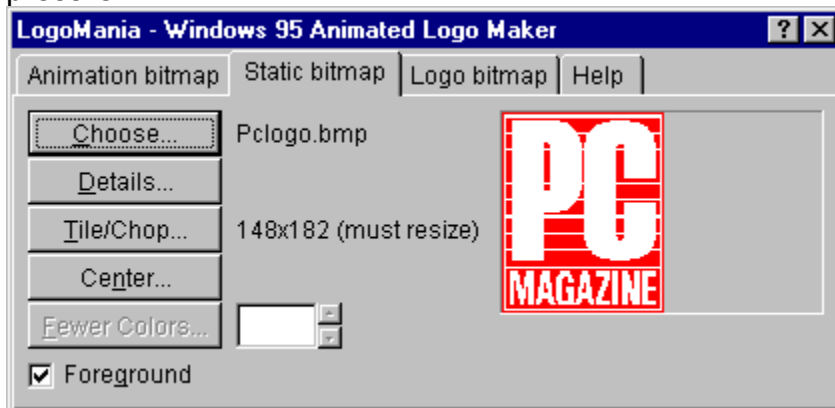 LogoMania - Windows 95 Animated Logo Maker
Animation bitmap Static bitmap Logo bitmap Help
Choose... Pclogo.bmp
Details...
Tile/Chop... 148x182 (must resize)
Center...
Fewer Colors...
Foreground
PC
MAGAZINE